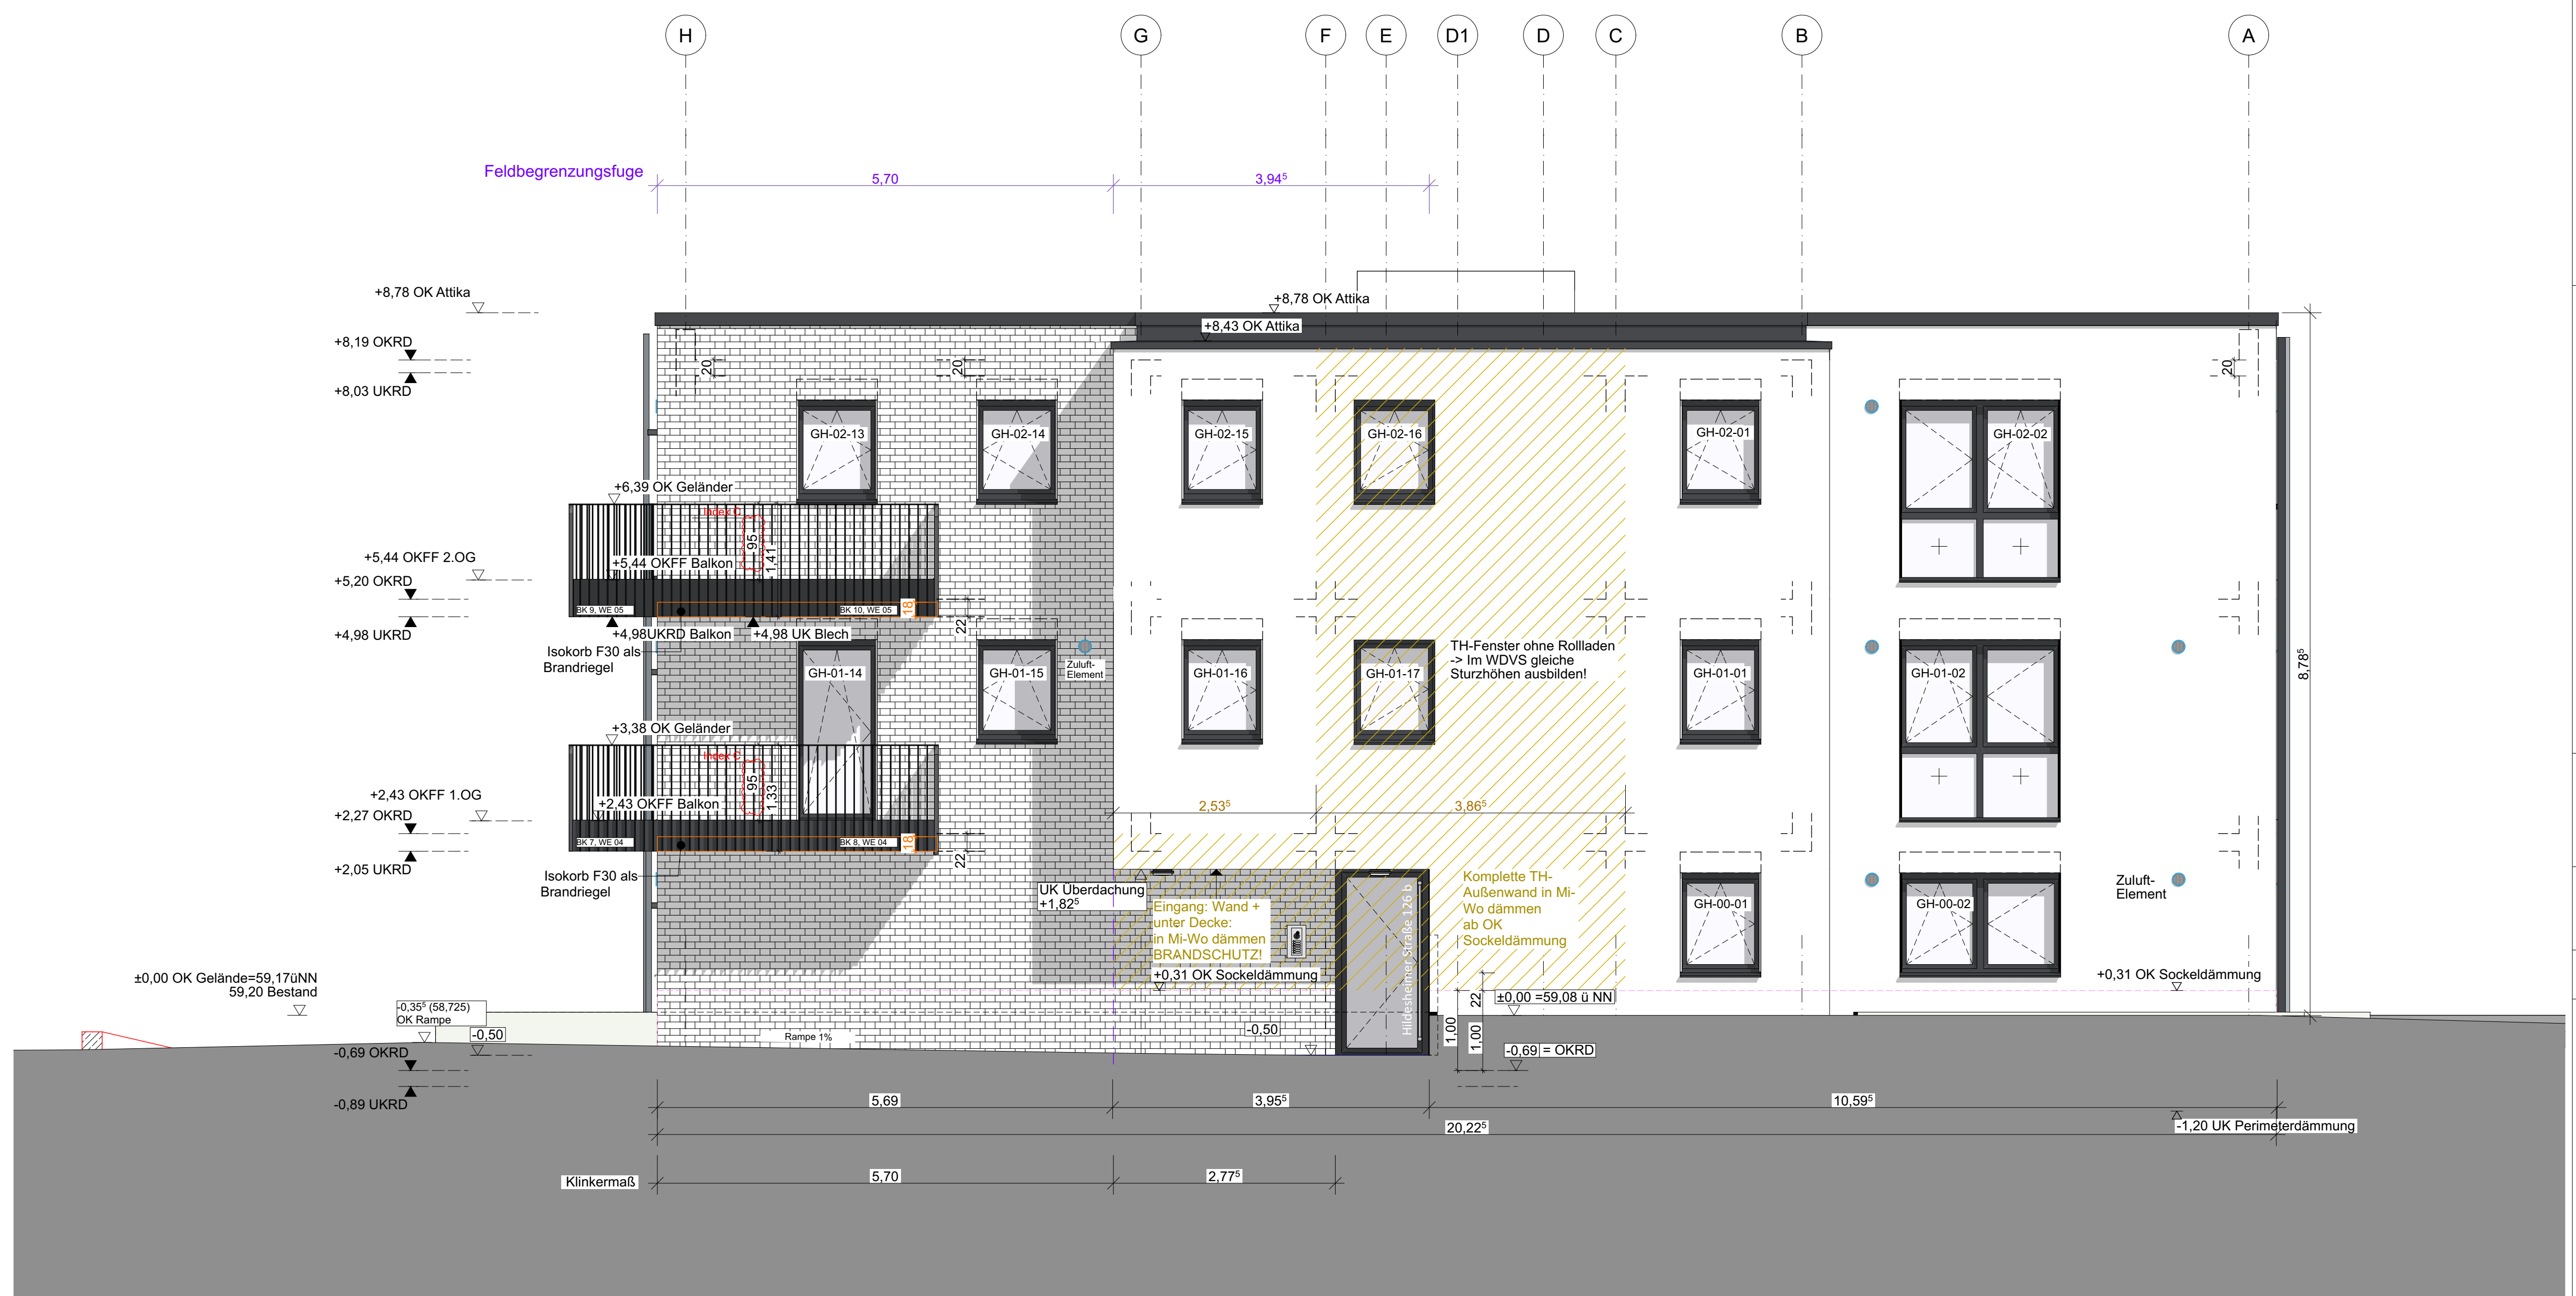 H
G
F
E
D1
D
C
B
A
Feldbegrenzungsfuge
5,70
3,94⁵
+8,78 OK Attika
+8,78 OK Attika
+8,43 OK Attika
+8,19 OKRD
+8,03 UKRD
20
20
20
GH-02-13
GH-02-14
GH-02-15
GH-02-16
GH-02-01
GH-02-02
+6,39 OK Geländer
Index C
95
1,41
+5,44 OKFF 2.OG
+5,44 OKFF Balkon
+5,20 OKRD
BK 9, WE 05
BK 10, WE 05
18
22
+4,98 UKRD
+4,98UKRD Balkon
+4,98 UK Blech
Isokorb F30 als
Brandriegel
GH-01-14
GH-01-15
Zuluft-
Element
GH-01-16
GH-01-17
TH-Fenster ohne Rollladen
-> Im WDVS gleiche
Sturzhöhen ausbilden!
GH-01-01
GH-01-02
8,78⁵
+3,38 OK Geländer
Index C
95
1,33
+2,43 OKFF 1.OG
+2,43 OKFF Balkon
2,53⁵
3,86⁵
+2,27 OKRD
BK 7, WE 04
BK 8, WE 04
18
22
+2,05 UKRD
Isokorb F30 als
Brandriegel
UK Überdachung
+1,82⁵
Eingang: Wand +
unter Decke:
in Mi-Wo dämmen
BRANDSCHUTZ!
Hildesheimer Straße 126 b
Komplette TH-
Außenwand in Mi-
Wo dämmen
ab OK
Sockeldämmung
GH-00-01
GH-00-02
Zuluft-
Element
+0,31 OK Sockeldämmung
+0,31 OK Sockeldämmung
±0,00 OK Gelände=59,17üNN
59,20 Bestand
-0,35⁵ (58,725)
OK Rampe
-0,50
Rampe 1%
-0,50
1,00
1,00
22
±0,00 =59,08 ü NN
-0,69 = OKRD
-0,69 OKRD
-0,89 UKRD
5,69
3,95⁵
10,59⁵
20,22⁵
-1,20 UK Perimeterdämmung
Klinkermaß
5,70
2,77⁵